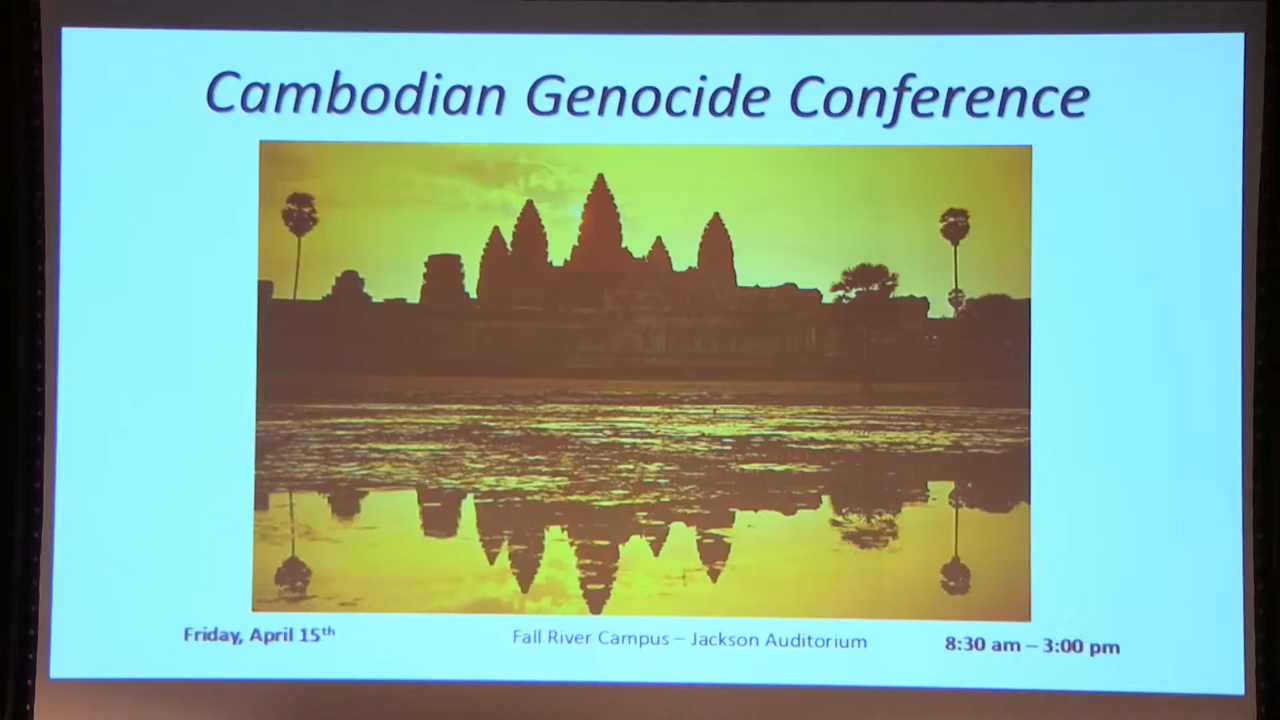 Cambodian Genocide Conference
Friday, April 15th
Fall River Campus – Jackson Auditorium
8:30 am – 3:00 pm